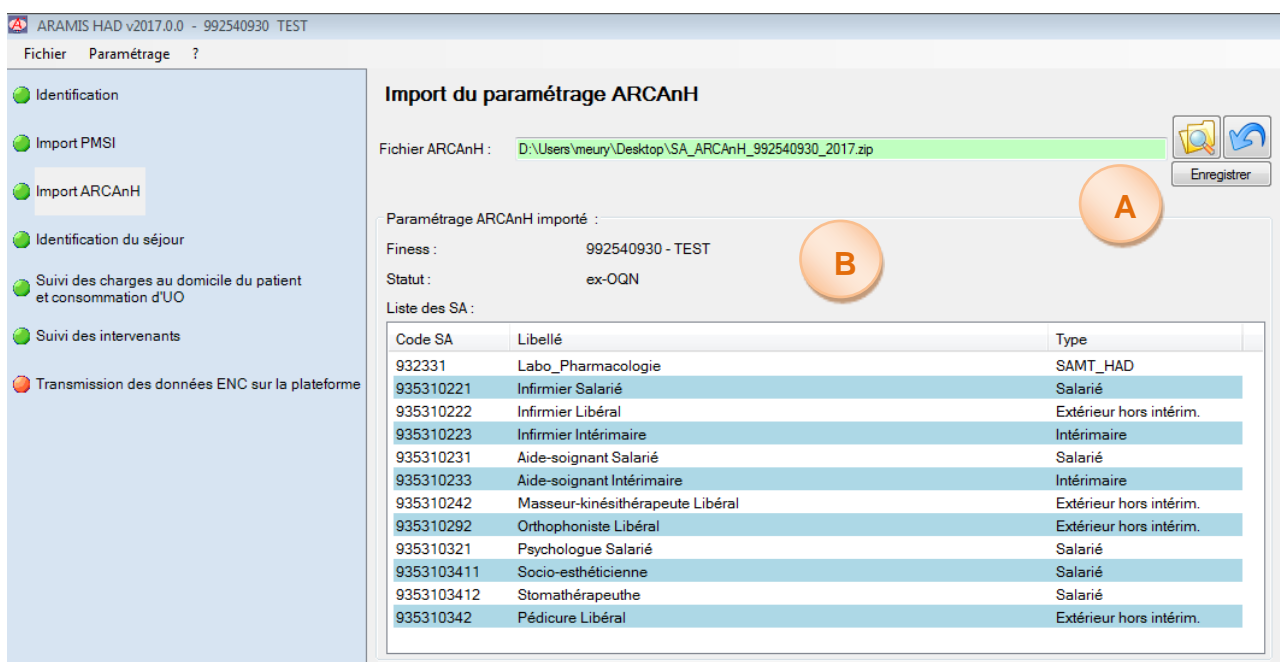 ARAMIS HAD v2017.0.0 - 992540930 TEST
Fichier Paramétrage ?
Identification
Import PMSI
Import ARCAnH
Identification du séjour
Suivi des charges au domicile du patient
et consommation d'UO
Suivi des intervenants
Transmission des données ENC sur la plateforme
Import du paramétrage ARCAnH
Fichier ARCAnH : D:\Users\meury\Desktop\SA_ARCAnH_992540930_2017.zip
Enregistrer
A
Paramétrage ARCAnH importé :
Finess : 992540930 - TEST
B
Statut : ex-OQN
Liste des SA :
Code SA Libellé Type
932331 Labo_Pharmacologie SAMT_HAD
935310221 Infirmier Salarié Salarié
935310222 Infirmier Libéral Extérieur hors intérim.
935310223 Infirmier Intérimaire Intérimaire
935310231 Aide-soignant Salarié Salarié
935310233 Aide-soignant Intérimaire Intérimaire
935310242 Masseur-kinésithérapeute Libéral Extérieur hors intérim.
935310292 Orthophoniste Libéral Extérieur hors intérim.
935310321 Psychologue Salarié Salarié
9353103411 Socio-esthéticienne Salarié
9353103412 Stomathérapeuthe Salarié
935310342 Pédicure Libéral Extérieur hors intérim.